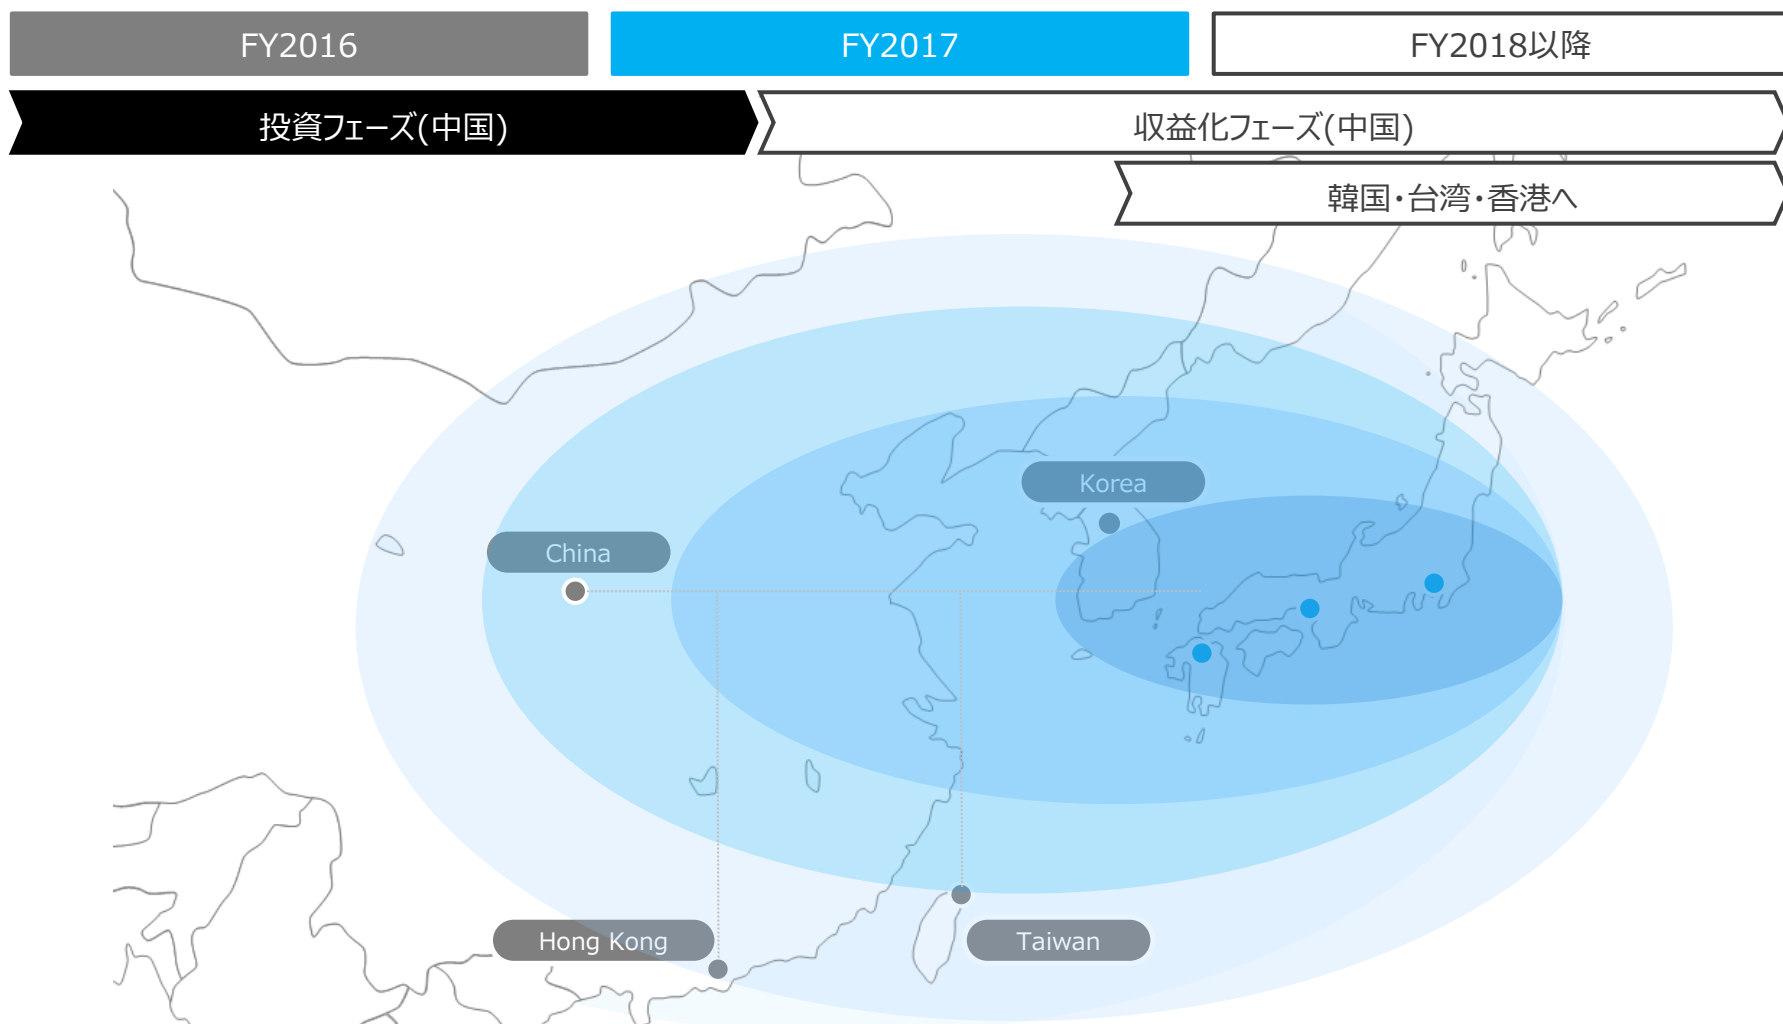 FY2016
FY2017
FY2018以降
投資フェーズ(中国)
収益化フェーズ(中国)
韓国・台湾・香港へ
Korea
China
Hong Kong
Taiwan